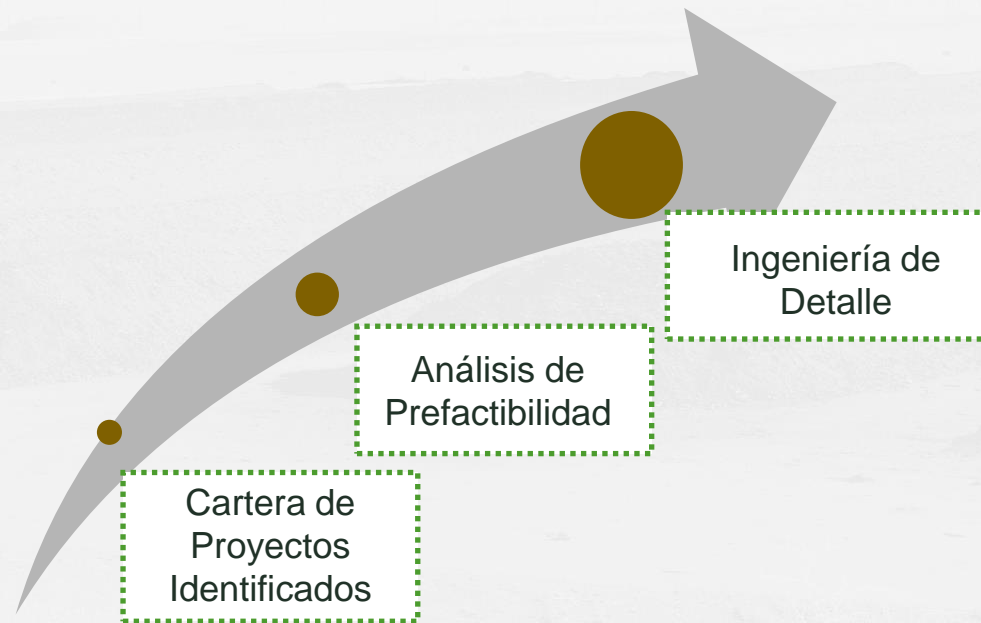 Ingeniería de
Detalle
Análisis de
Prefactibilidad
Cartera de
Proyectos
Identificados